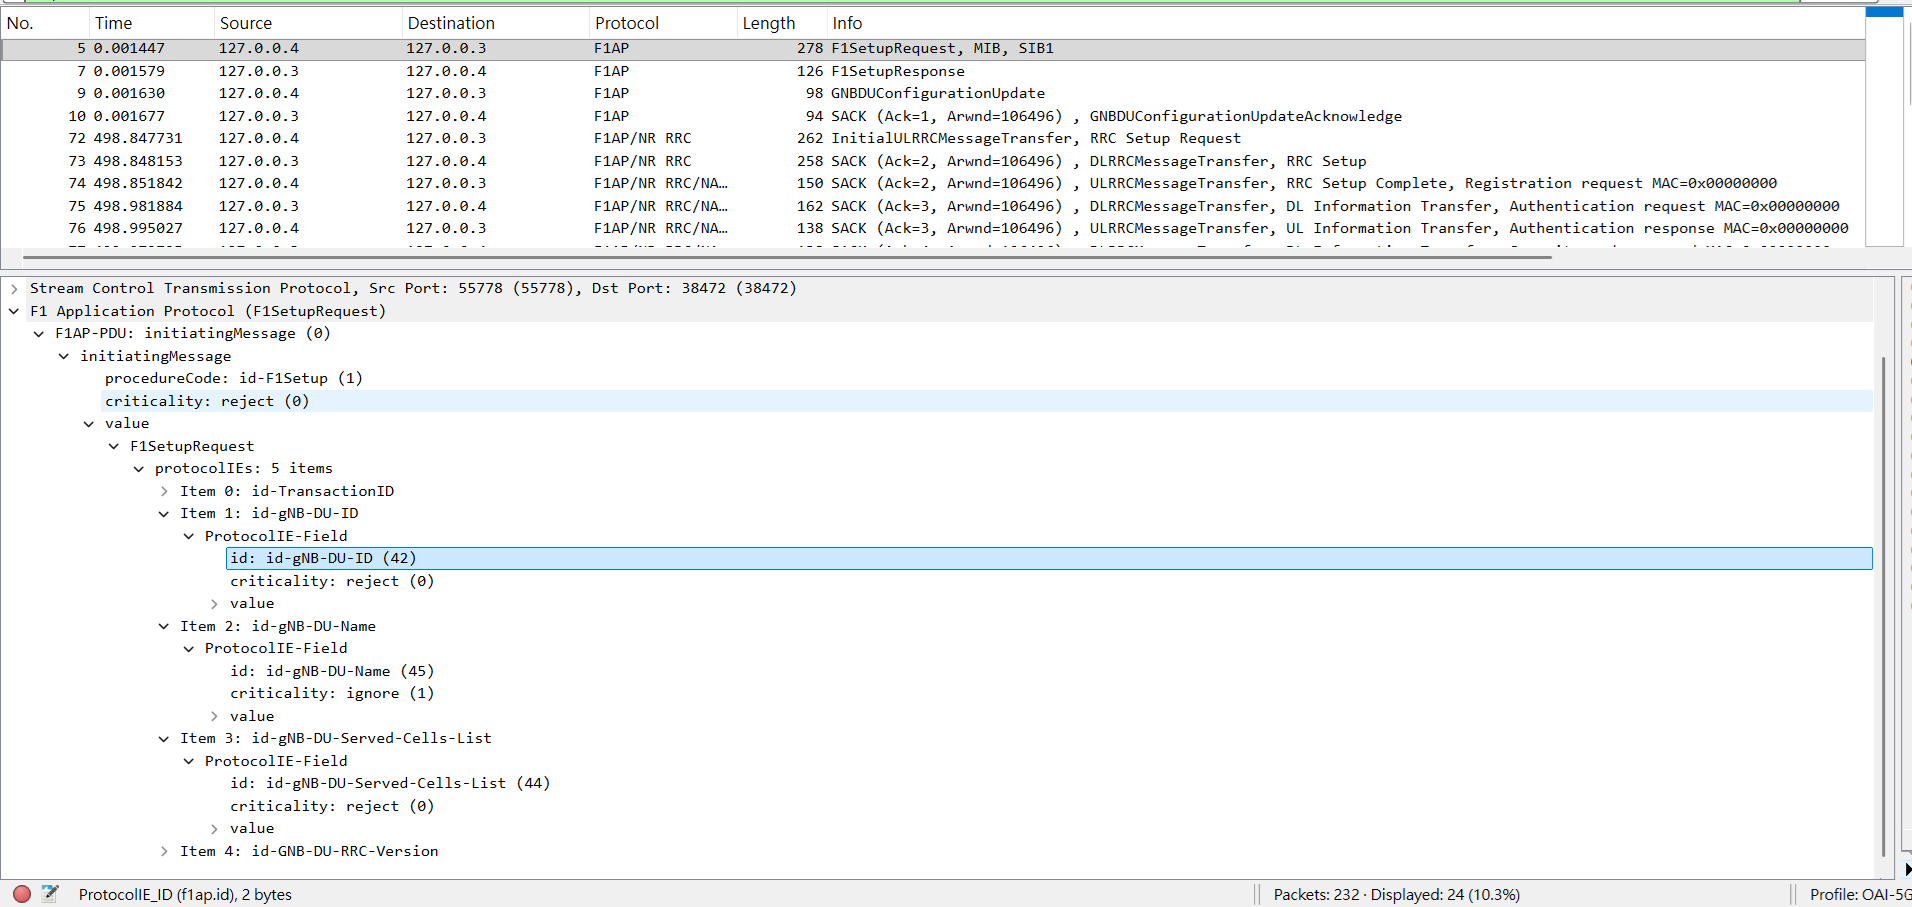 No. Time Source Destination Protocol Length Info
5 0.001447 127.0.0.4 127.0.0.3 F1AP 278 F1SetupRequest, MIB, SIB1
7 0.001579 127.0.0.3 127.0.0.4 F1AP 126 F1SetupResponse
9 0.001630 127.0.0.4 127.0.0.3 F1AP 98 GNBDUConfigurationUpdate
10 0.001677 127.0.0.3 127.0.0.4 F1AP 94 SACK (Ack=1, Arwnd=106496) , GNBDUConfigurationUpdateAcknowledge
72 498.847731 127.0.0.4 127.0.0.3 F1AP/NR RRC 262 InitialULRRCMessageTransfer, RRC Setup Request
73 498.848153 127.0.0.3 127.0.0.4 F1AP/NR RRC 258 SACK (Ack=2, Arwnd=106496) , DLRRCMessageTransfer, RRC Setup
74 498.851842 127.0.0.4 127.0.0.3 F1AP/NR RRC/NA… 150 SACK (Ack=2, Arwnd=106496) , ULRRCMessageTransfer, RRC Setup Complete, Registration request MAC=0x00000000
75 498.981884 127.0.0.3 127.0.0.4 F1AP/NR RRC/NA… 162 SACK (Ack=3, Arwnd=106496) , DLRRCMessageTransfer, DL Information Transfer, Authentication request MAC=0x00000000
76 498.995027 127.0.0.4 127.0.0.3 F1AP/NR RRC/NA… 138 SACK (Ack=3, Arwnd=106496) , ULRRCMessageTransfer, UL Information Transfer, Authentication response MAC=0x00000000
Stream Control Transmission Protocol, Src Port: 55778 (55778), Dst Port: 38472 (38472)
F1 Application Protocol (F1SetupRequest)
F1AP-PDU: initiatingMessage (0)
initiatingMessage
procedureCode: id-F1Setup (1)
criticality: reject (0)
value
F1SetupRequest
protocolIEs: 5 items
Item 0: id-TransactionID
Item 1: id-gNB-DU-ID
ProtocolIE-Field
id: id-gNB-DU-ID (42)
criticality: reject (0)
value
Item 2: id-gNB-DU-Name
ProtocolIE-Field
id: id-gNB-DU-Name (45)
criticality: ignore (1)
value
Item 3: id-gNB-DU-Served-Cells-List
ProtocolIE-Field
id: id-gNB-DU-Served-Cells-List (44)
criticality: reject (0)
value
Item 4: id-GNB-DU-RRC-Version
ProtocolIE_ID (f1ap.id), 2 bytes
Packets: 232 · Displayed: 24 (10.3%)
Profile: OAI-5G